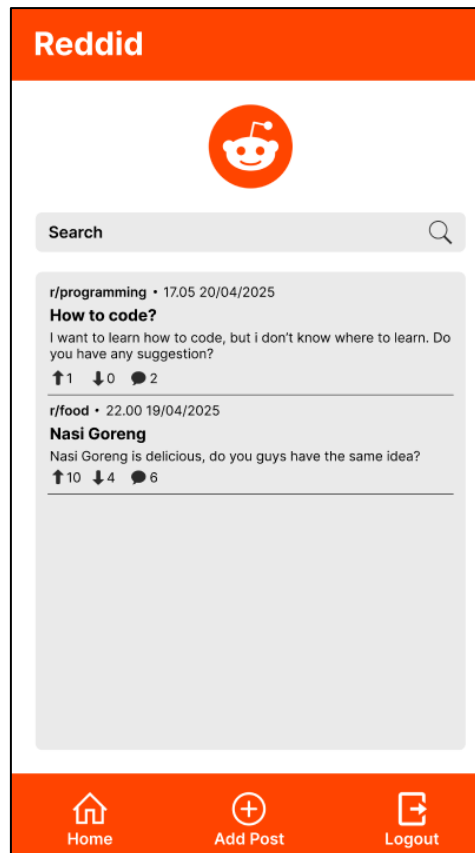 Reddid
Search
r/programming • 17.05 20/04/2025
How to code?
I want to learn how to code, but i don't know where to learn. Do
you have any suggestion?
1 0 2
r/food • 22.00 19/04/2025
Nasi Goreng
Nasi Goreng is delicious, do you guys have the same idea?
10 4 6
Home Add Post Logout